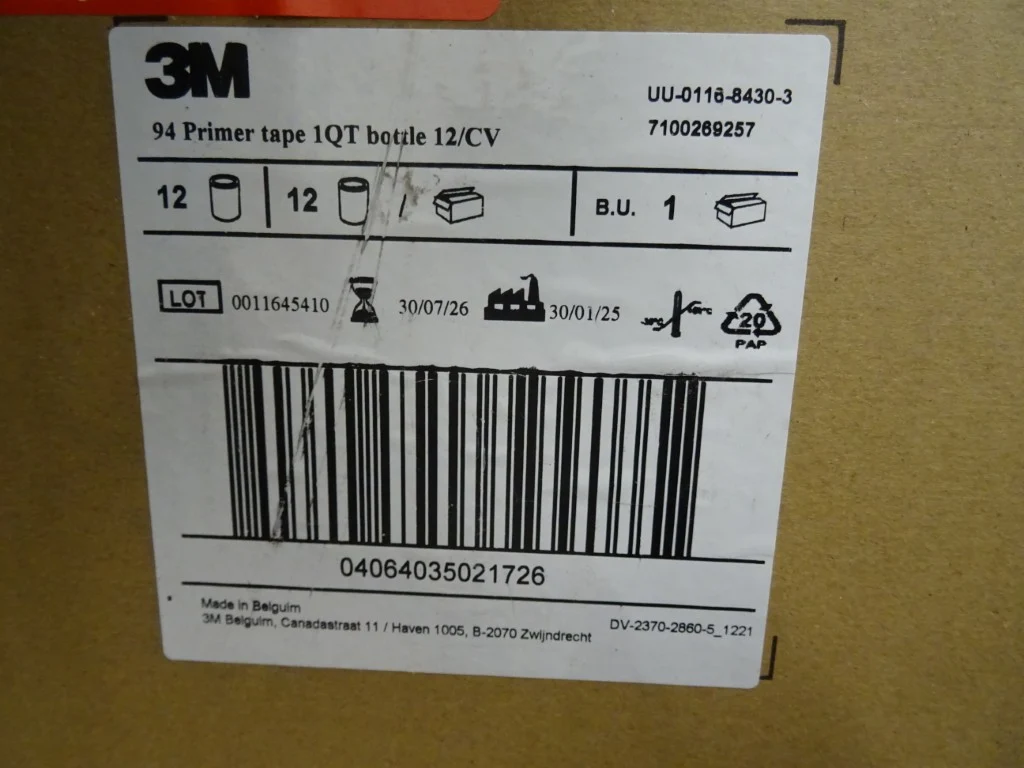 3M
UU-0116-8430-3
94 Primer tape 1QT bottle 12/CV
7100269257
12 12 / B.U. 1
LOT 0011645410 30/07/26 30/01/25
20
PAP
04064035021726
Made in Belguim
3M Belguim, Canadastraat 11 / Haven 1005, B-2070 Zwijndrecht
DV-2370-2860-5_1221